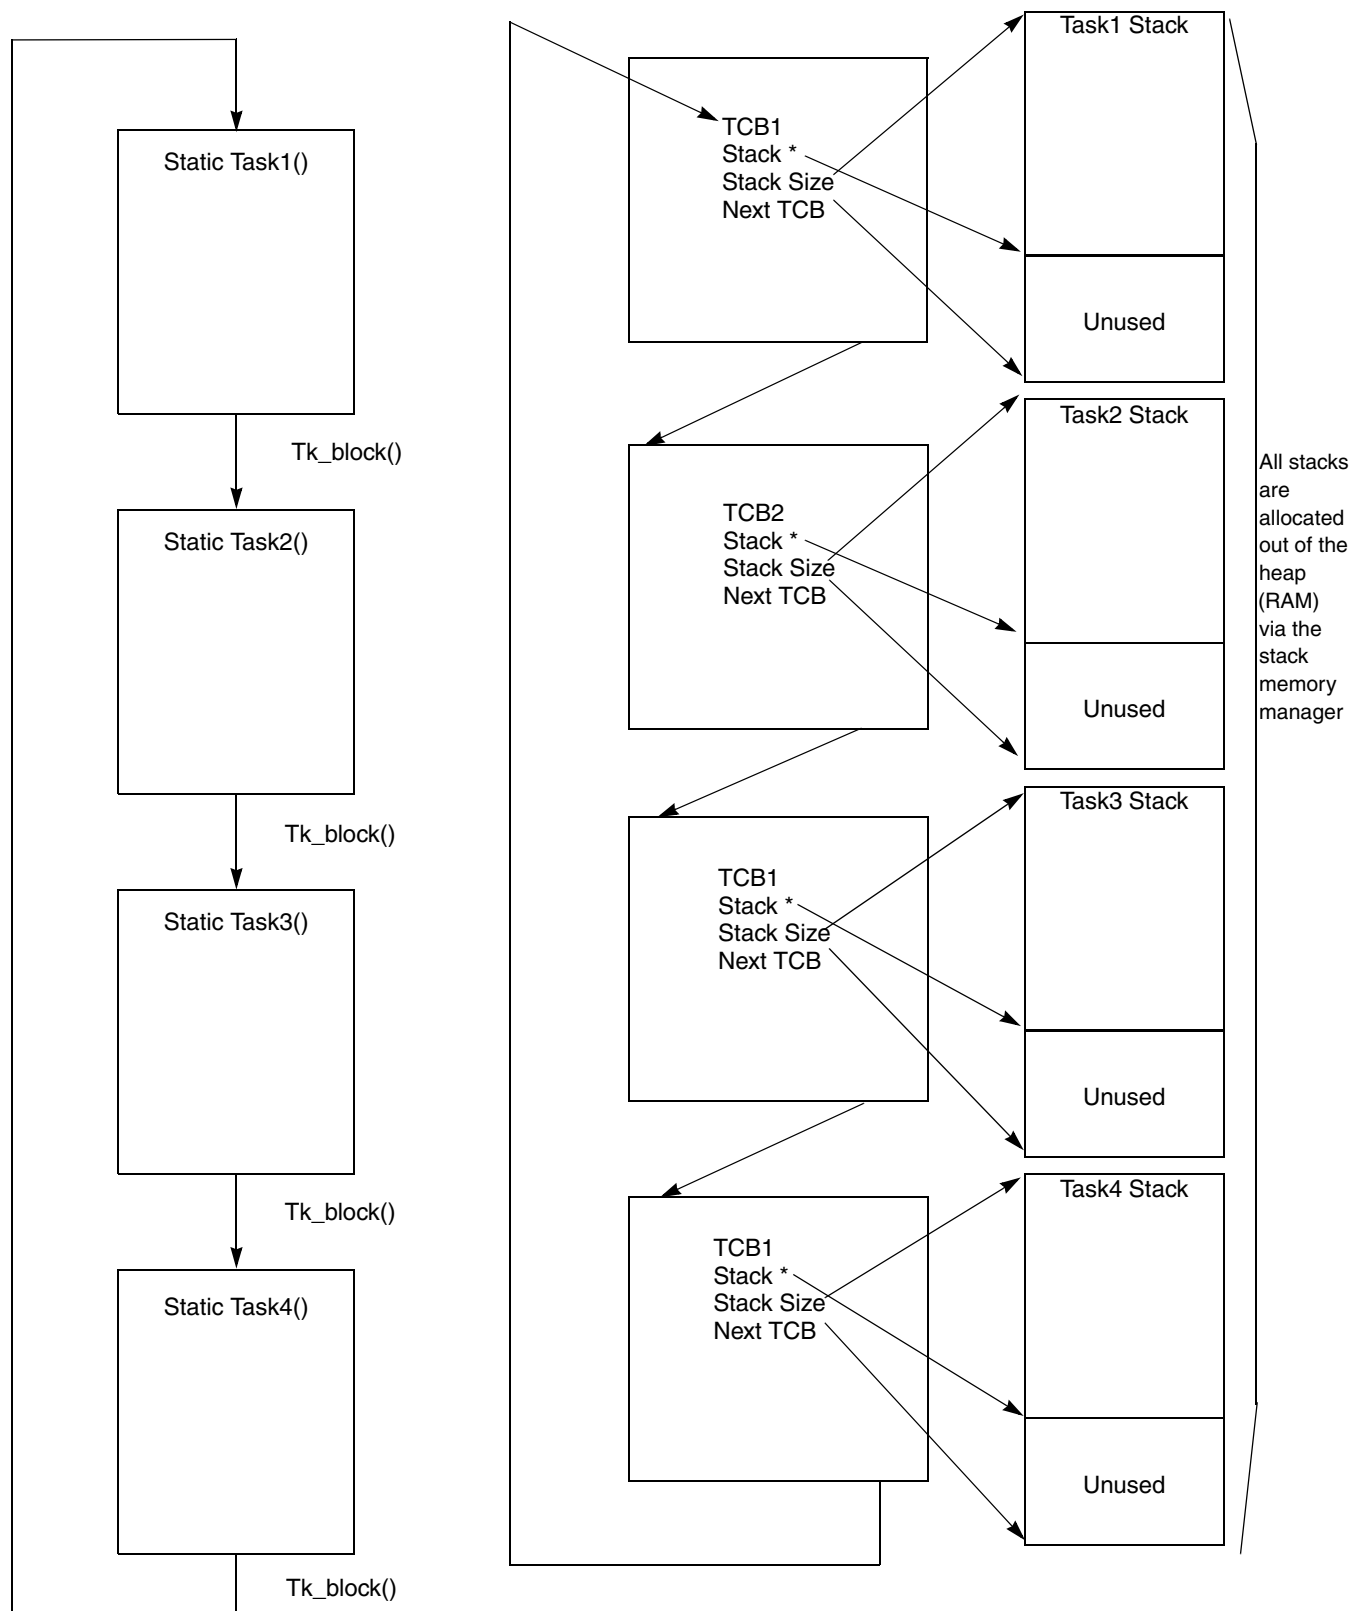 Static Task1()
Tk_block()
Static Task2()
Tk_block()
Static Task3()
Tk_block()
Static Task4()
Tk_block()
TCB1
Stack *
Stack Size
Next TCB
TCB2
Stack *
Stack Size
Next TCB
TCB1
Stack *
Stack Size
Next TCB
TCB1
Stack *
Stack Size
Next TCB
Task1 Stack
Unused
Task2 Stack
Unused
Task3 Stack
Unused
Task4 Stack
Unused
All stacks
are
allocated
out of the
heap
(RAM)
via the
stack
memory
manager